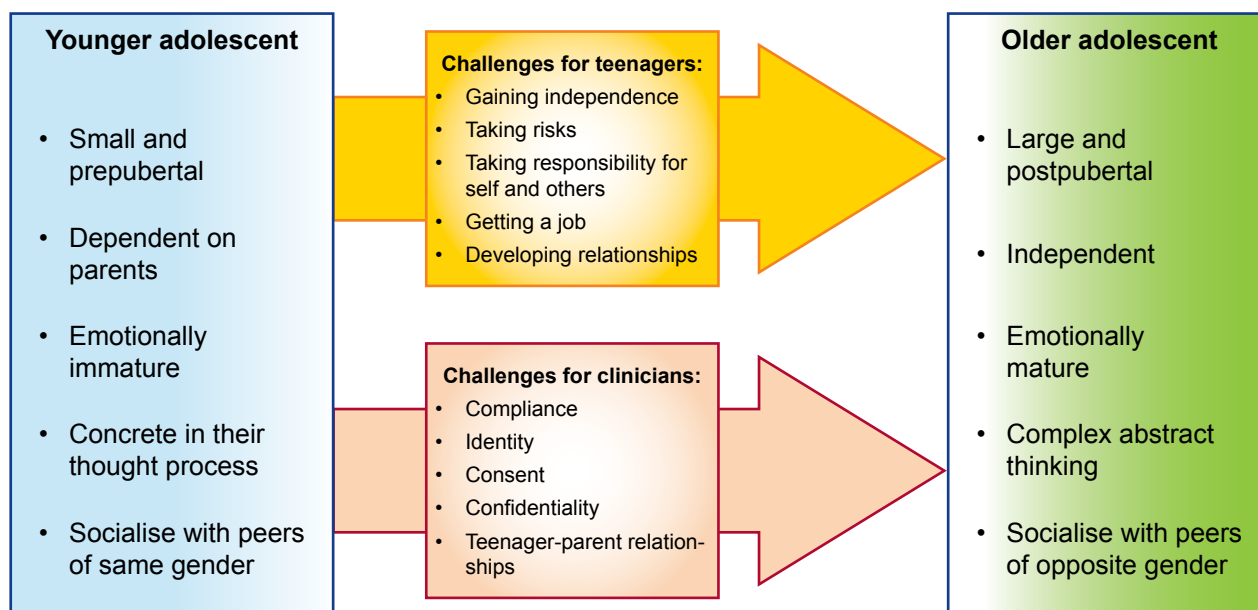 Younger adolescent
• Small and
prepubertal
• Dependent on
parents
• Emotionally
immature
• Concrete in their
thought process
• Socialise with peers
of same gender
Challenges for teenagers:
• Gaining independence
• Taking risks
• Taking responsibility for
self and others
• Getting a job
• Developing relationships
Challenges for clinicians:
• Compliance
• Identity
• Consent
• Confidentiality
• Teenager-parent relation-
ships
Older adolescent
• Large and
postpubertal
• Independent
• Emotionally
mature
• Complex abstract
thinking
• Socialise with peers
of opposite gender